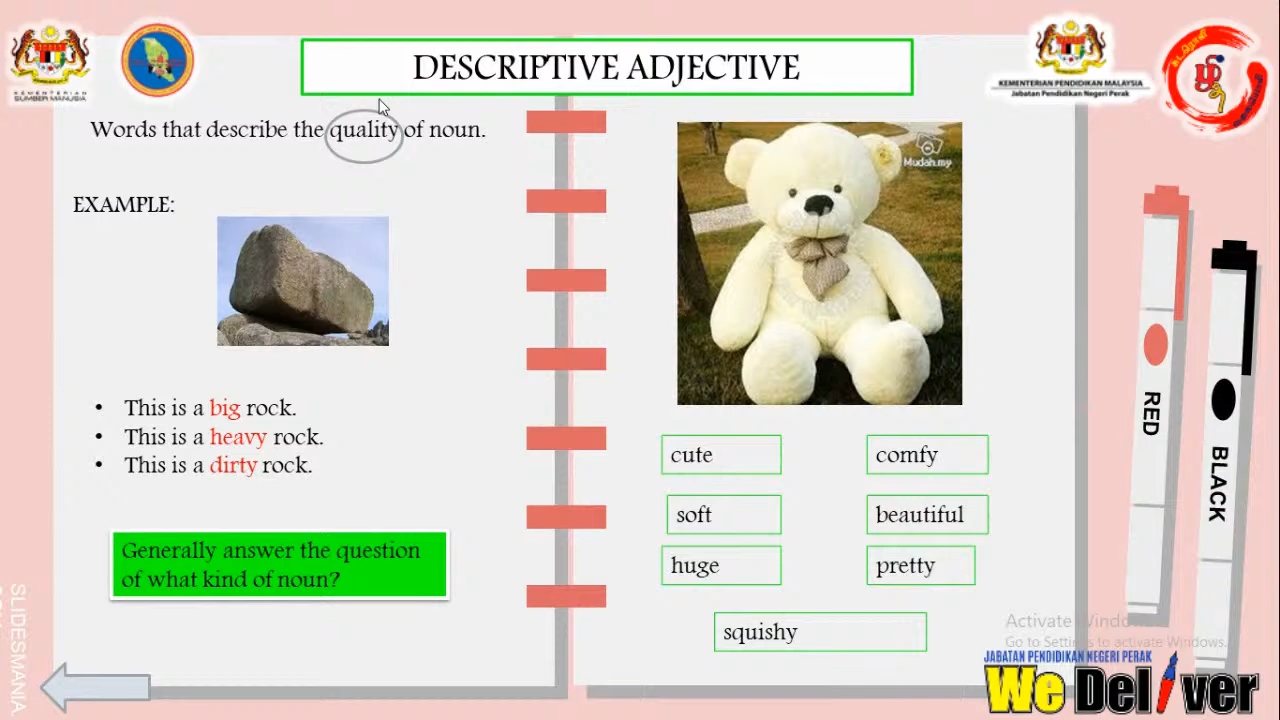 DESCRIPTIVE ADJECTIVE
KEMENTERIAN
SUMBER MANUSIA
KEMENTERIAN PENDIDIKAN MALAYSIA
Jabatan Pendidikan Negeri Perak
Words that describe the quality of noun.
EXAMPLE:
This is a big rock.
This is a heavy rock.
This is a dirty rock.
Generally answer the question
of what kind of noun?
Mudah.my
cute
comfy
soft
beautiful
huge
pretty
squishy
RED
BLACK
SLIDESMANIA
Activate Windows
Go to Settings to activate Windows.
JABATAN PENDIDIKAN NEGERI PERAK
We Deliver